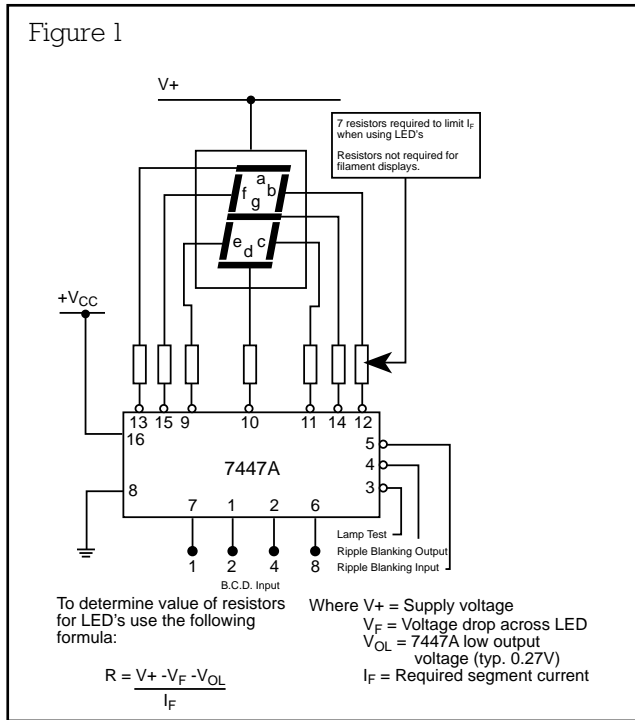 Figure 1
V+
7 resistors required to limit IF
when using LED's
Resistors not required for
filament displays.
a
f b
g
e c
d
+VCC
13 15 9 10 11 14 12
16 5
7447A 4
8 3
7 1 2 6
Lamp Test
Ripple Blanking Output
1 2 4 8 Ripple Blanking Input
B.C.D. Input
To determine value of resistors
for LED's use the following
formula:
R = V+ -VF -VOL
IF
Where V+ = Supply voltage
VF = Voltage drop across LED
VOL = 7447A low output
voltage (typ. 0.27V)
IF = Required segment current